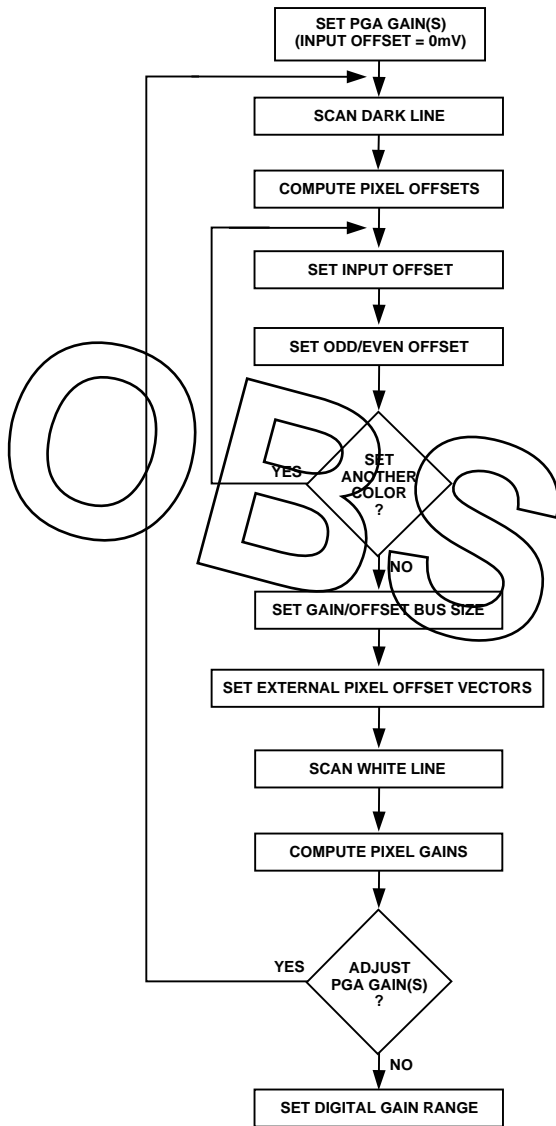 SET PGA GAIN(S)
(INPUT OFFSET = 0mV)
SCAN DARK LINE
COMPUTE PIXEL OFFSETS
SET INPUT OFFSET
SET ODD/EVEN OFFSET
YES
SET
ANOTHER
COLOR
?
NO
OBS
SET GAIN/OFFSET BUS SIZE
SET EXTERNAL PIXEL OFFSET VECTORS
SCAN WHITE LINE
COMPUTE PIXEL GAINS
YES
ADJUST
PGA GAIN(S)
?
NO
SET DIGITAL GAIN RANGE